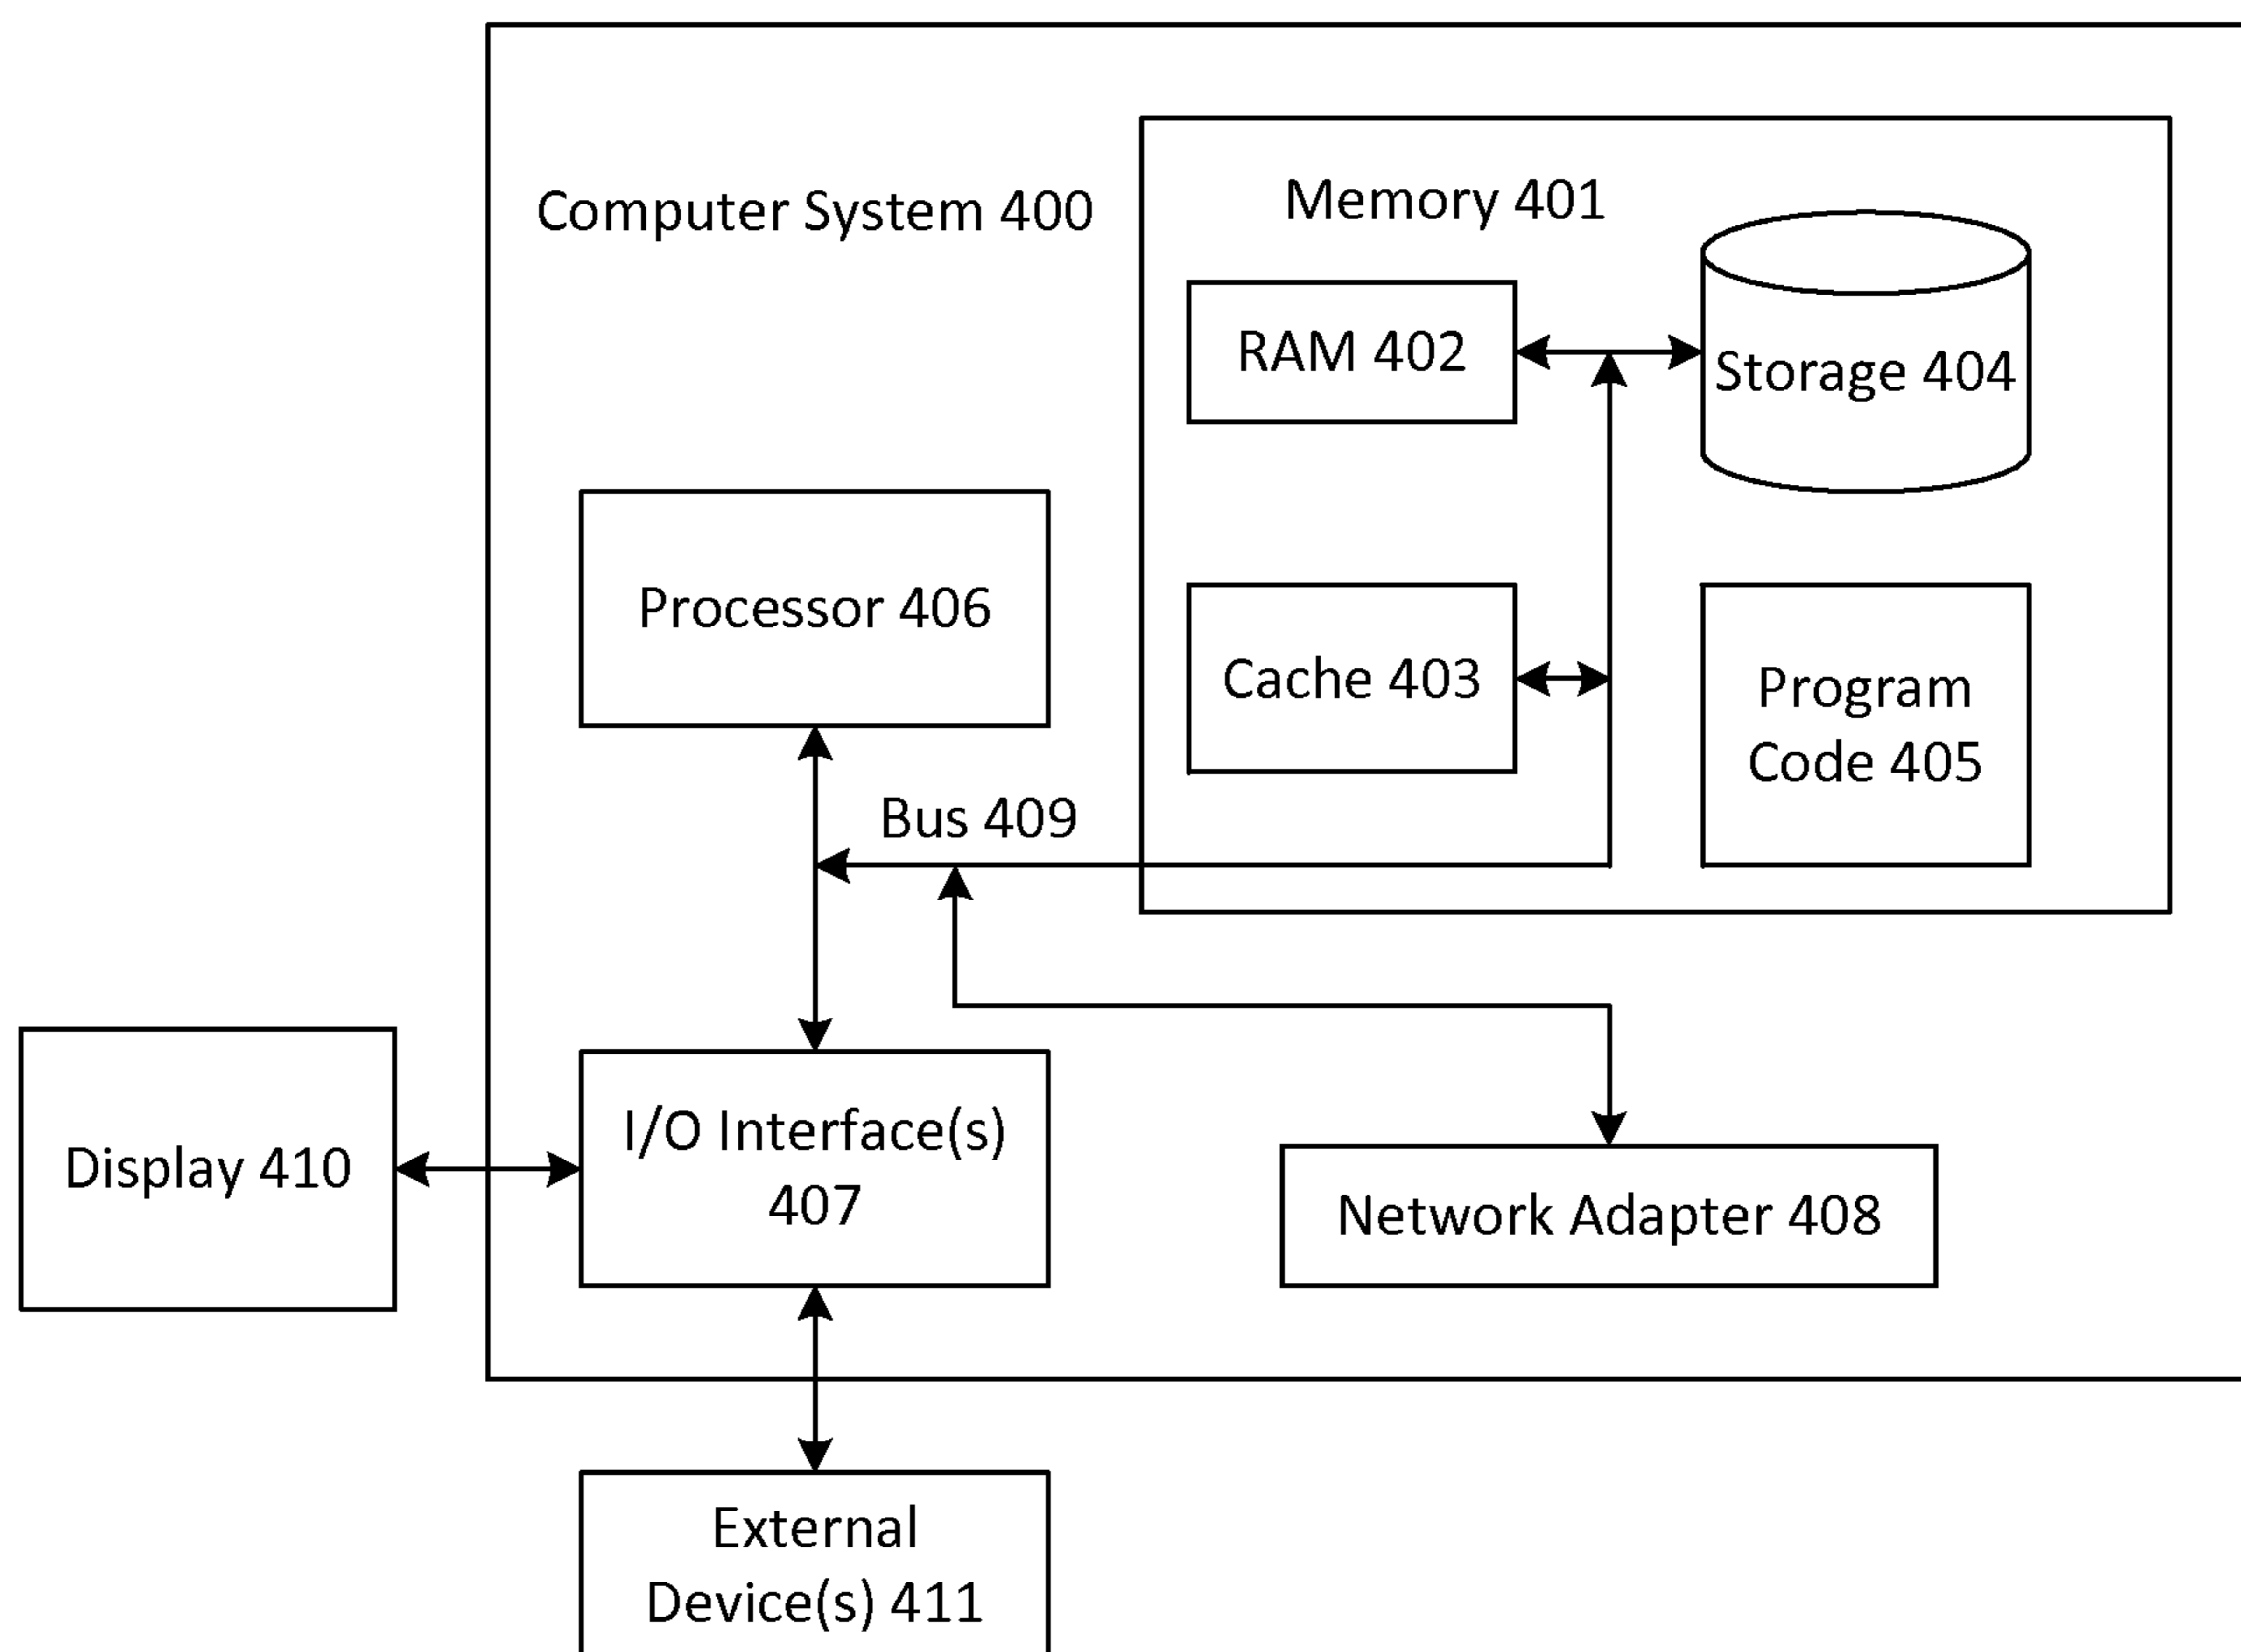 Computer System 400
Memory 401
RAM 402
Storage 404
Processor 406
Cache 403
Program
Code 405
Bus 409
Display 410
I/O Interface(s)
407
Network Adapter 408
External
Device(s) 411